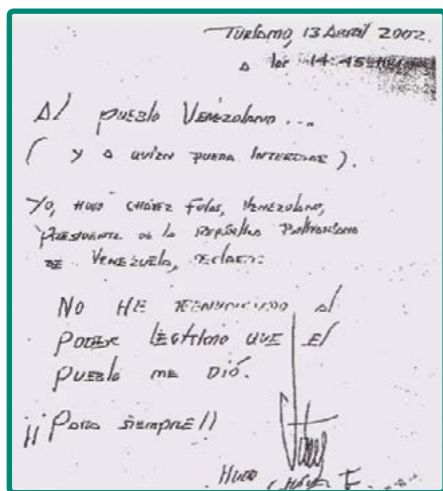 Turiamo, 13 Abril 2002.
a las 14:45
Al pueblo Venezolano...
( y a quien pueda interesar ).
Yo, Hugo Chávez Frías, Venezolano,
Presidente de la República Bolivariana
de Venezuela, declaro:
No he renunciado al
poder legítimo que el
pueblo me dió.
¡¡ Para siempre!!
Hugo Chávez F.